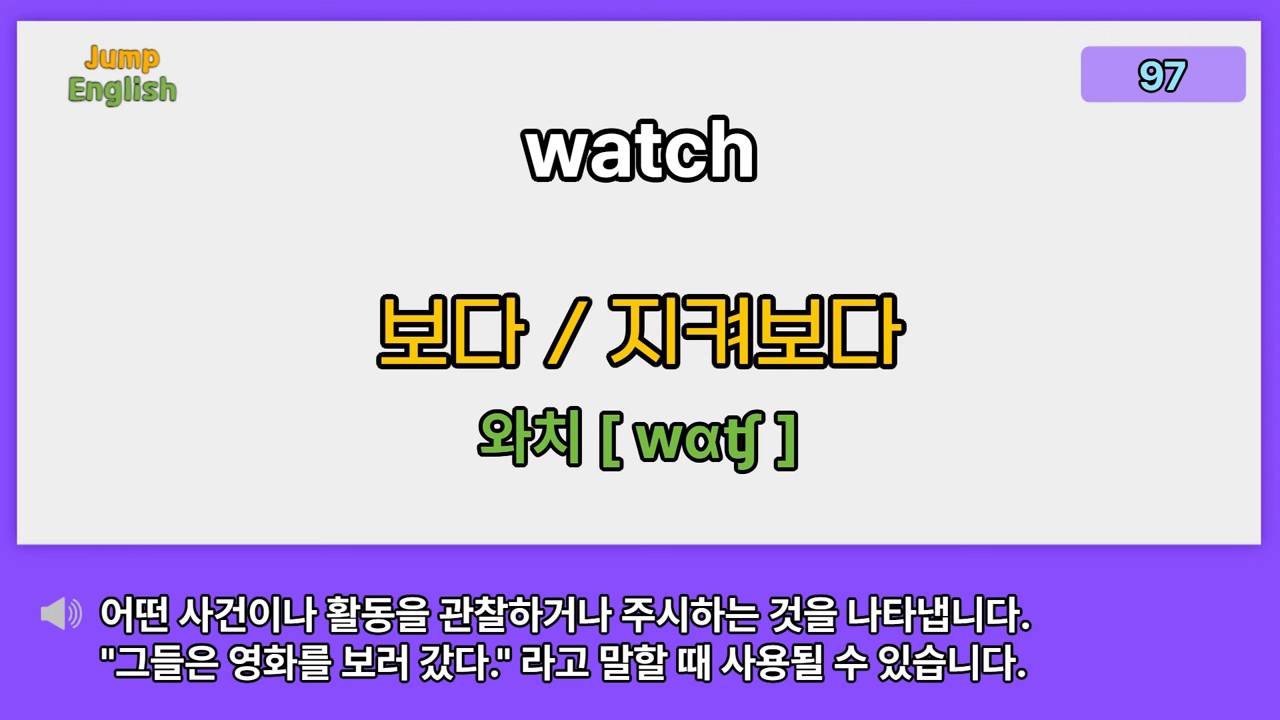 Jump
English
97
watch
보다 / 지켜보다
와치 [ wɑʧ ]
어떤 사건이나 활동을 관찰하거나 주시하는 것을 나타냅니다.
"그들은 영화를 보러 갔다." 라고 말할 때 사용될 수 있습니다.